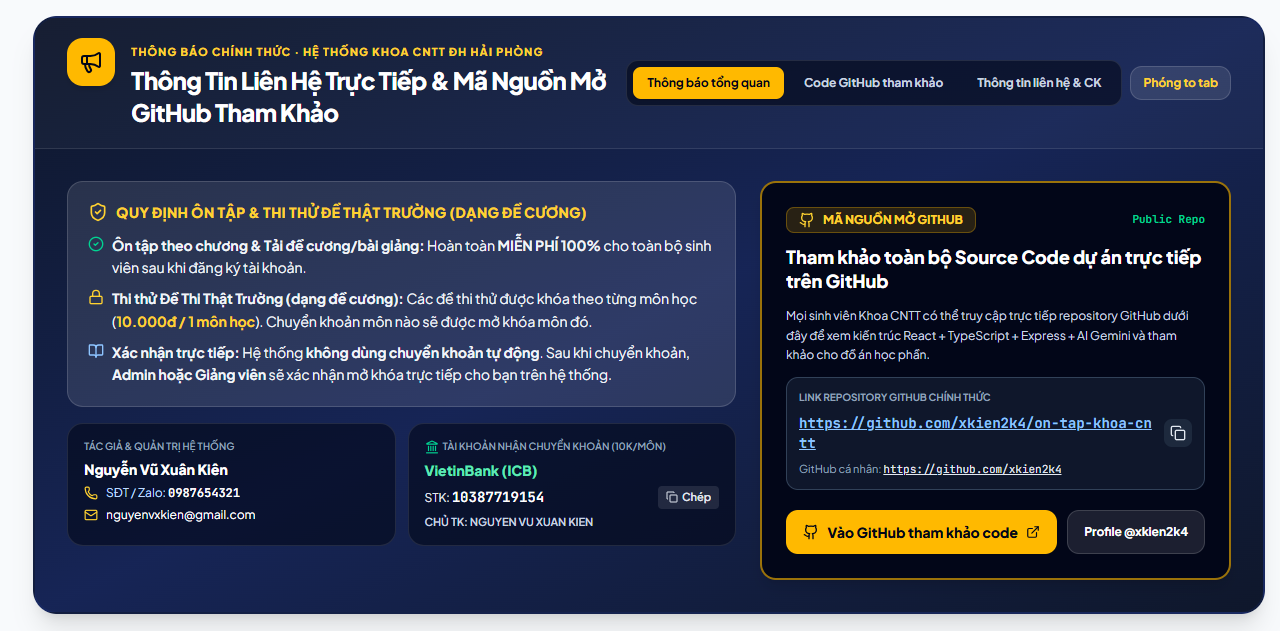 THÔNG BÁO CHÍNH THỨC · HỆ THỐNG KHOA CNTT ĐH HẢI PHÒNG
Thông Tin Liên Hệ Trực Tiếp & Mã Nguồn Mở
GitHub Tham Khảo
Thông báo tổng quan
Code GitHub tham khảo
Thông tin liên hệ & CK
Phóng to tab
QUY ĐỊNH ÔN TẬP & THI THỬ ĐỀ THẬT TRƯỜNG (DẠNG ĐỀ CƯƠNG)
Ôn tập theo chương & Tải đề cương/bài giảng: Hoàn toàn MIỄN PHÍ 100% cho toàn bộ sinh
viên sau khi đăng ký tài khoản.
Thi thử Đề Thi Thật Trường (dạng đề cương): Các đề thi thử được khóa theo từng môn học
(10.000đ / 1 môn học). Chuyển khoản môn nào sẽ được mở khóa môn đó.
Xác nhận trực tiếp: Hệ thống không dùng chuyển khoản tự động. Sau khi chuyển khoản,
Admin hoặc Giảng viên sẽ xác nhận mở khóa trực tiếp cho bạn trên hệ thống.
TÁC GIẢ & QUẢN TRỊ HỆ THỐNG
Nguyễn Vũ Xuân Kiên
SĐT / Zalo: 0987654321
nguyenvxkien@gmail.com
TÀI KHOẢN NHẬN CHUYỂN KHOẢN (10K/MÔN)
VietinBank (ICB)
STK: 10387719154
Chép
CHỦ TK: NGUYEN VU XUAN KIEN
MÃ NGUỒN MỞ GITHUB
Public Repo
Tham khảo toàn bộ Source Code dự án trực tiếp
trên GitHub
Mọi sinh viên Khoa CNTT có thể truy cập trực tiếp repository GitHub dưới
đây để xem kiến trúc React + TypeScript + Express + AI Gemini và tham
khảo cho đồ án học phần.
LINK REPOSITORY GITHUB CHÍNH THỨC
https://github.com/xkien2k4/on-tap-khoa-cn
tt
GitHub cá nhân: https://github.com/xkien2k4
Vào GitHub tham khảo code
Profile @xkien2k4